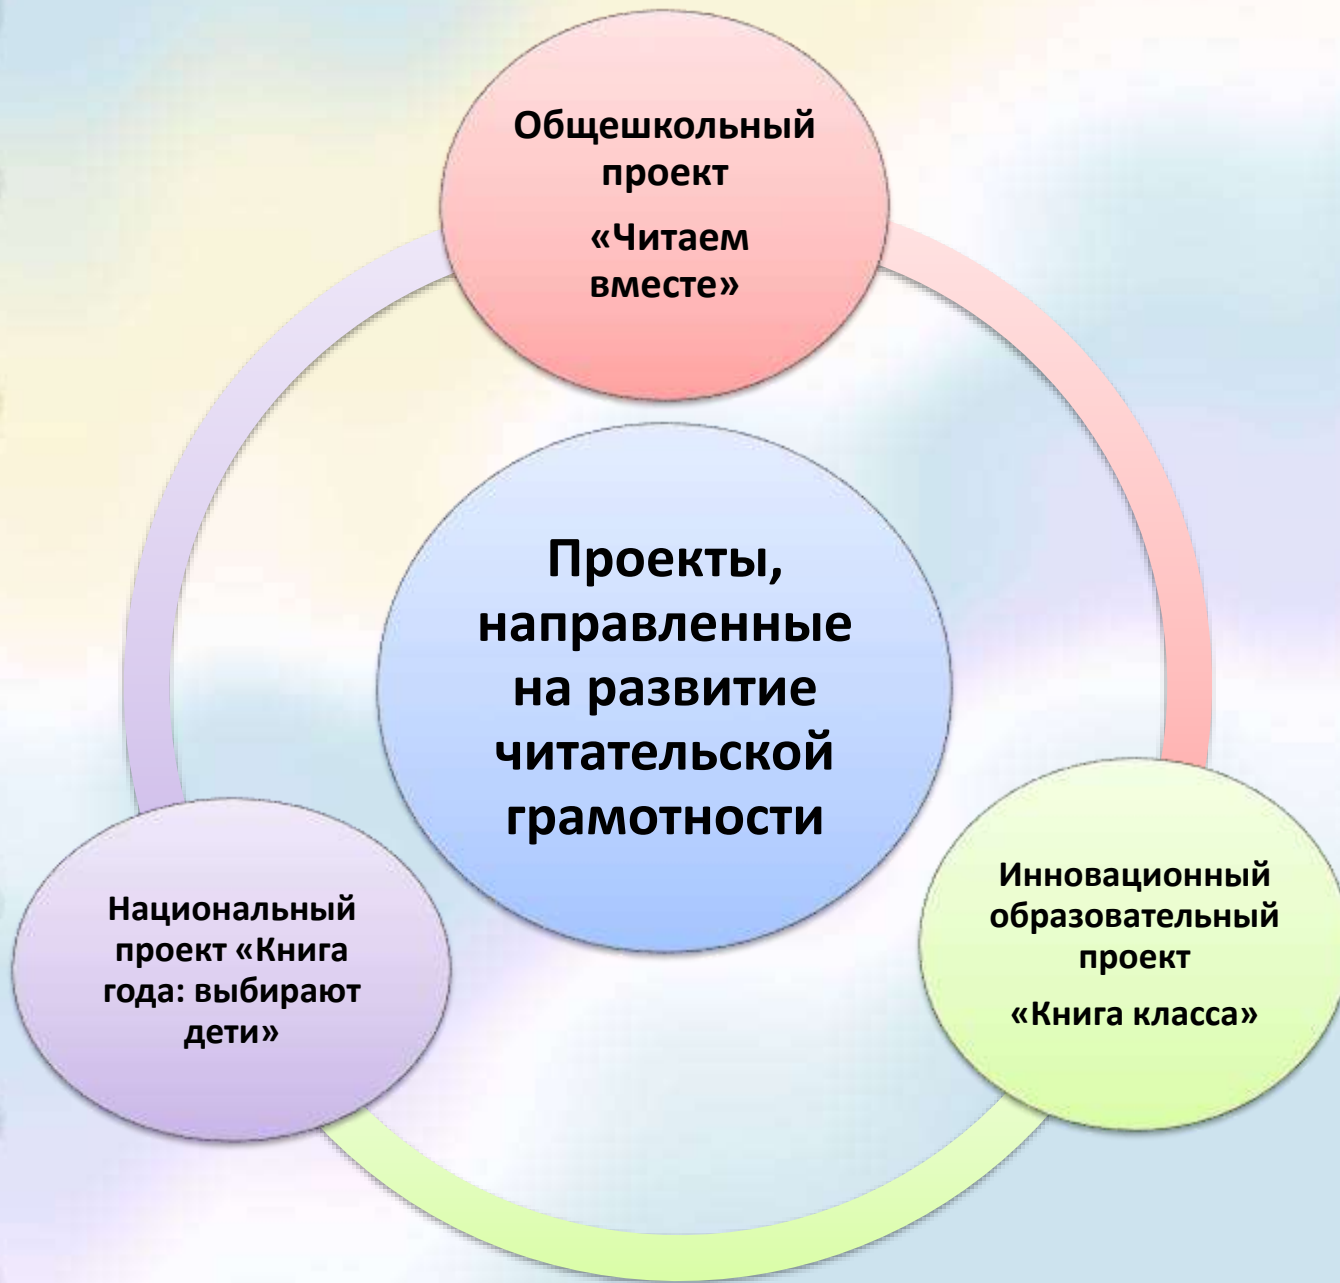 Общешкольный
проект
«Читаем
вместе»
Проекты,
направленные
на развитие
читательской
грамотности
Инновационный
образовательный
проект
«Книга класса»
Национальный
проект «Книга
года: выбирают
дети»